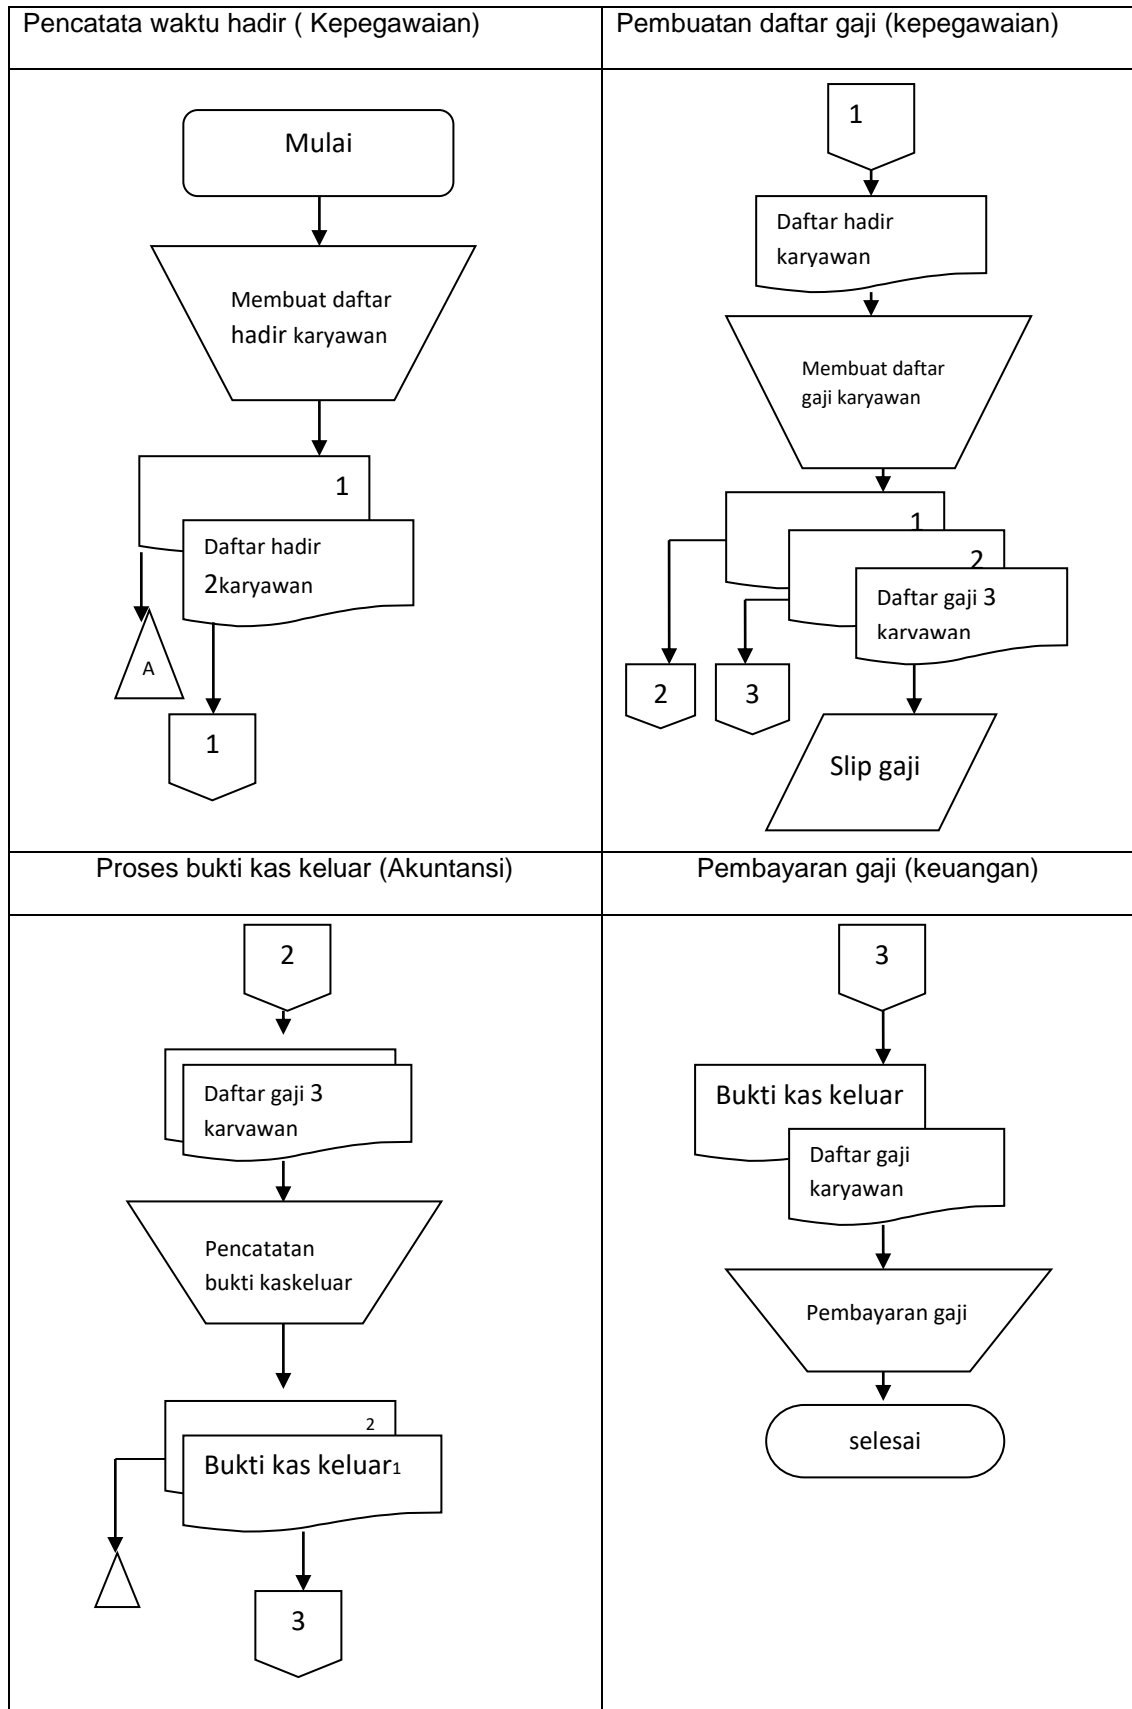 Pencatata waktu hadir ( Kepegawaian)
Mulai
Membuat daftar
hadir karyawan
1
Daftar hadir
2karyawan
A
1
Pembuatan daftar gaji (kepegawaian)
1
Daftar hadir
karyawan
Membuat daftar
gaji karyawan
1
2
Daftar gaji 3
karyawan
2
3
Slip gaji
Proses bukti kas keluar (Akuntansi)
2
Daftar gaji 3
karyawan
Pencatatan
bukti kaskeluar
2
Bukti kas keluar1
3
Pembayaran gaji (keuangan)
3
Bukti kas keluar
Daftar gaji
karyawan
Pembayaran gaji
selesai